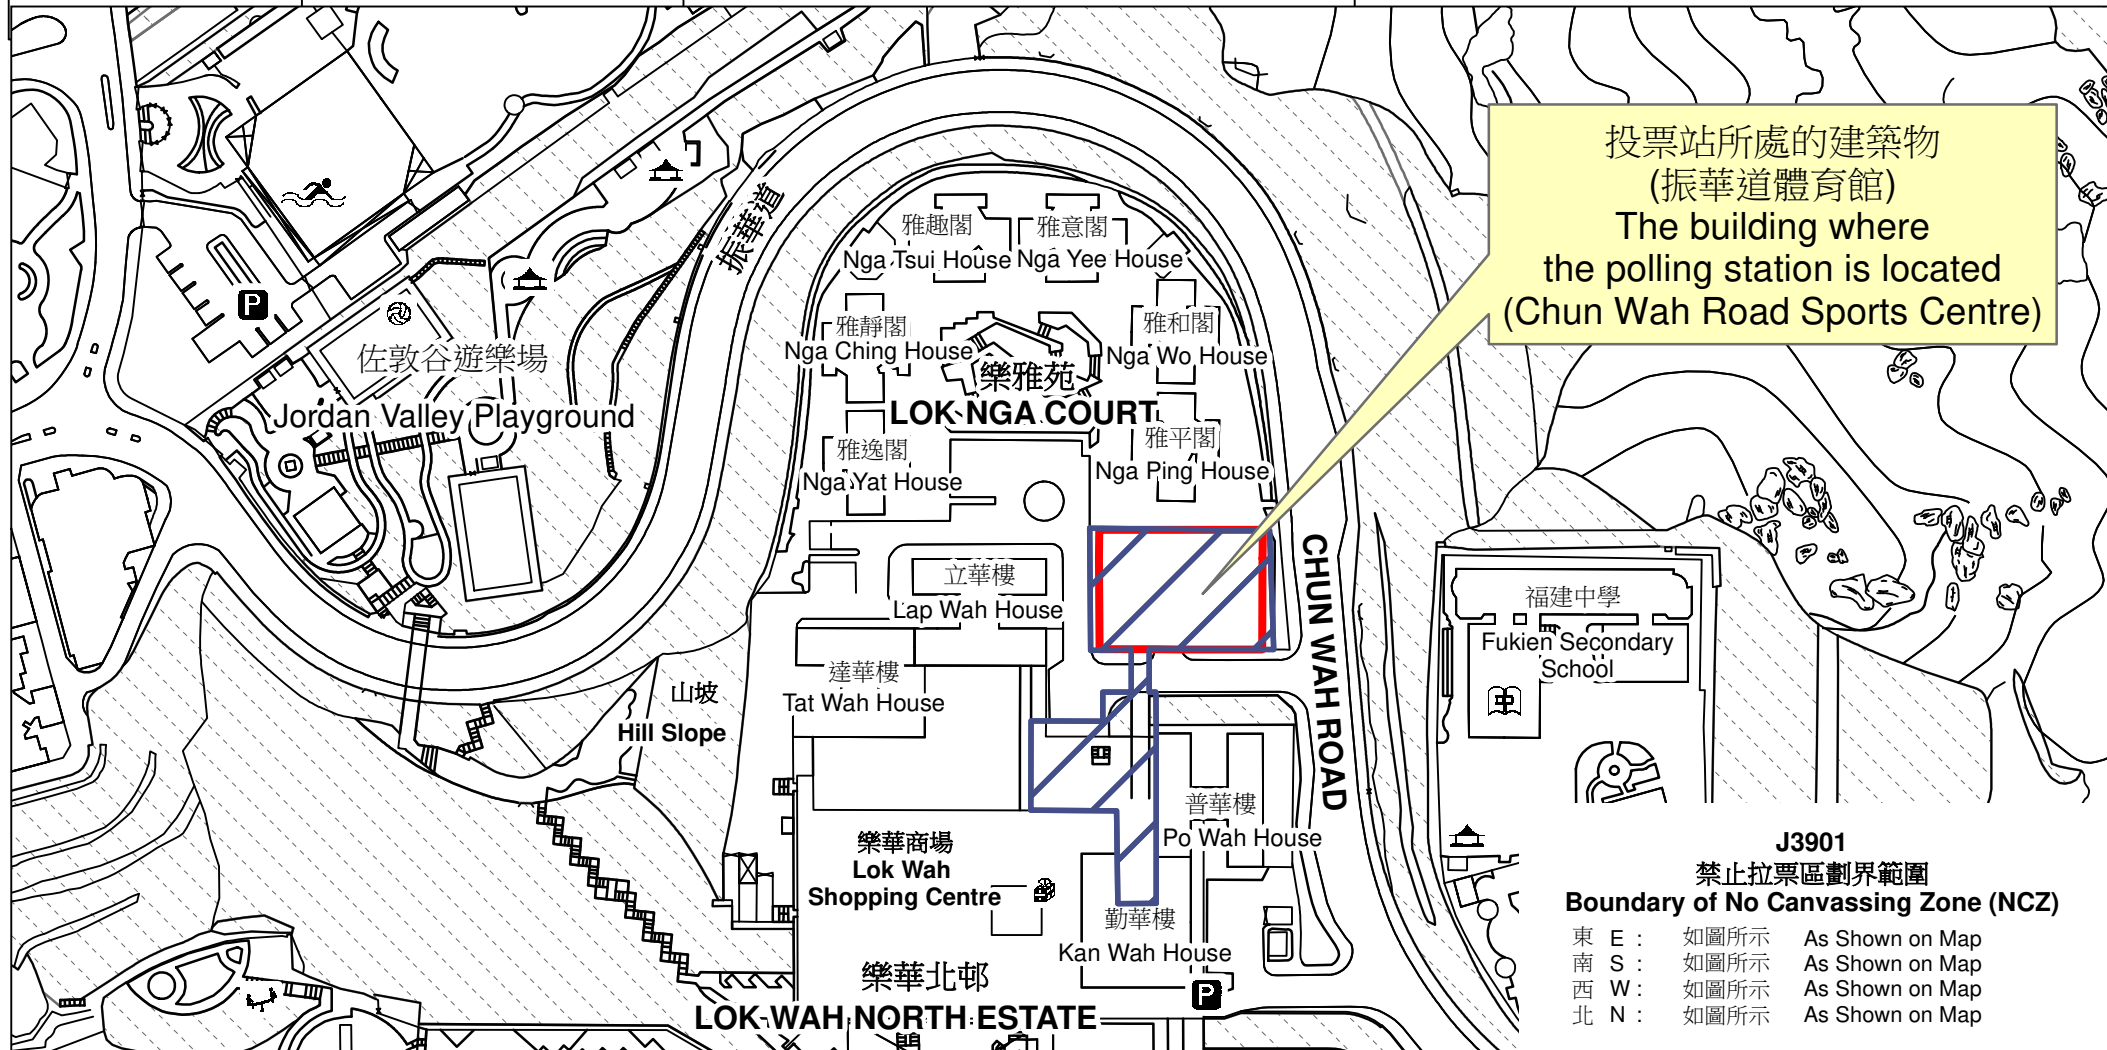 投票站所處的建築物
(振華道體育館)
The building where
the polling station is located
(Chun Wah Road Sports Centre)
振華道
雅趣閣
Nga Tsui House
雅意閣
Nga Yee House
雅靜閣
Nga Ching House
雅和閣
Nga Wo House
樂雅苑
LOK NGA COURT
雅逸閣
Nga Yat House
雅平閣
Nga Ping House
P
佐敦谷遊樂場
Jordan Valley Playground
立華樓
Lap Wah House
CHUN WAH ROAD
福建中學
Fukien Secondary
School
達華樓
Tat Wah House
山坡
Hill Slope
普華樓
Po Wah House
樂華商場
Lok Wah
Shopping Centre
勤華樓
Kan Wah House
P
樂華北邨
LOK WAH NORTH ESTATE
J3901
禁止拉票區劃界範圍
Boundary of No Canvassing Zone (NCZ)
東 E : 如圖所示 As Shown on Map
南 S : 如圖所示 As Shown on Map
西 W : 如圖所示 As Shown on Map
北 N : 如圖所示 As Shown on Map